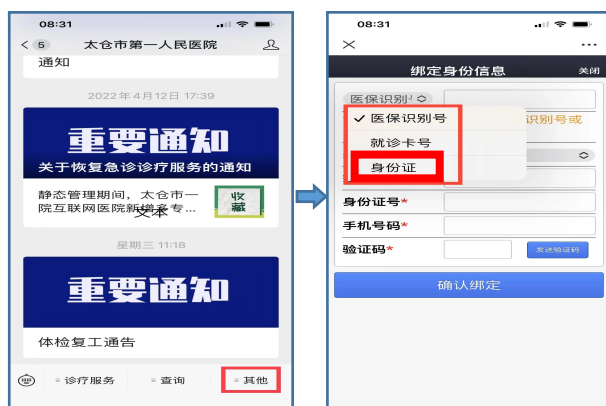 08:31
5
太仓市第一人民医院
通知
2022年4月12日 17:39
重要通知
关于恢复急诊诊疗服务的通知
静态管理期间，太仓市一
院互联网医院新增多专...
文本
收
藏
星期三 11:18
重要通知
体检复工通告
诊疗服务
查询
其他
08:31
绑定身份信息
关闭
医保识别号
✓ 医保识别号
识别号或
就诊卡号
身份证
身份证号*
手机号码*
验证码*
发送验证码
确认绑定